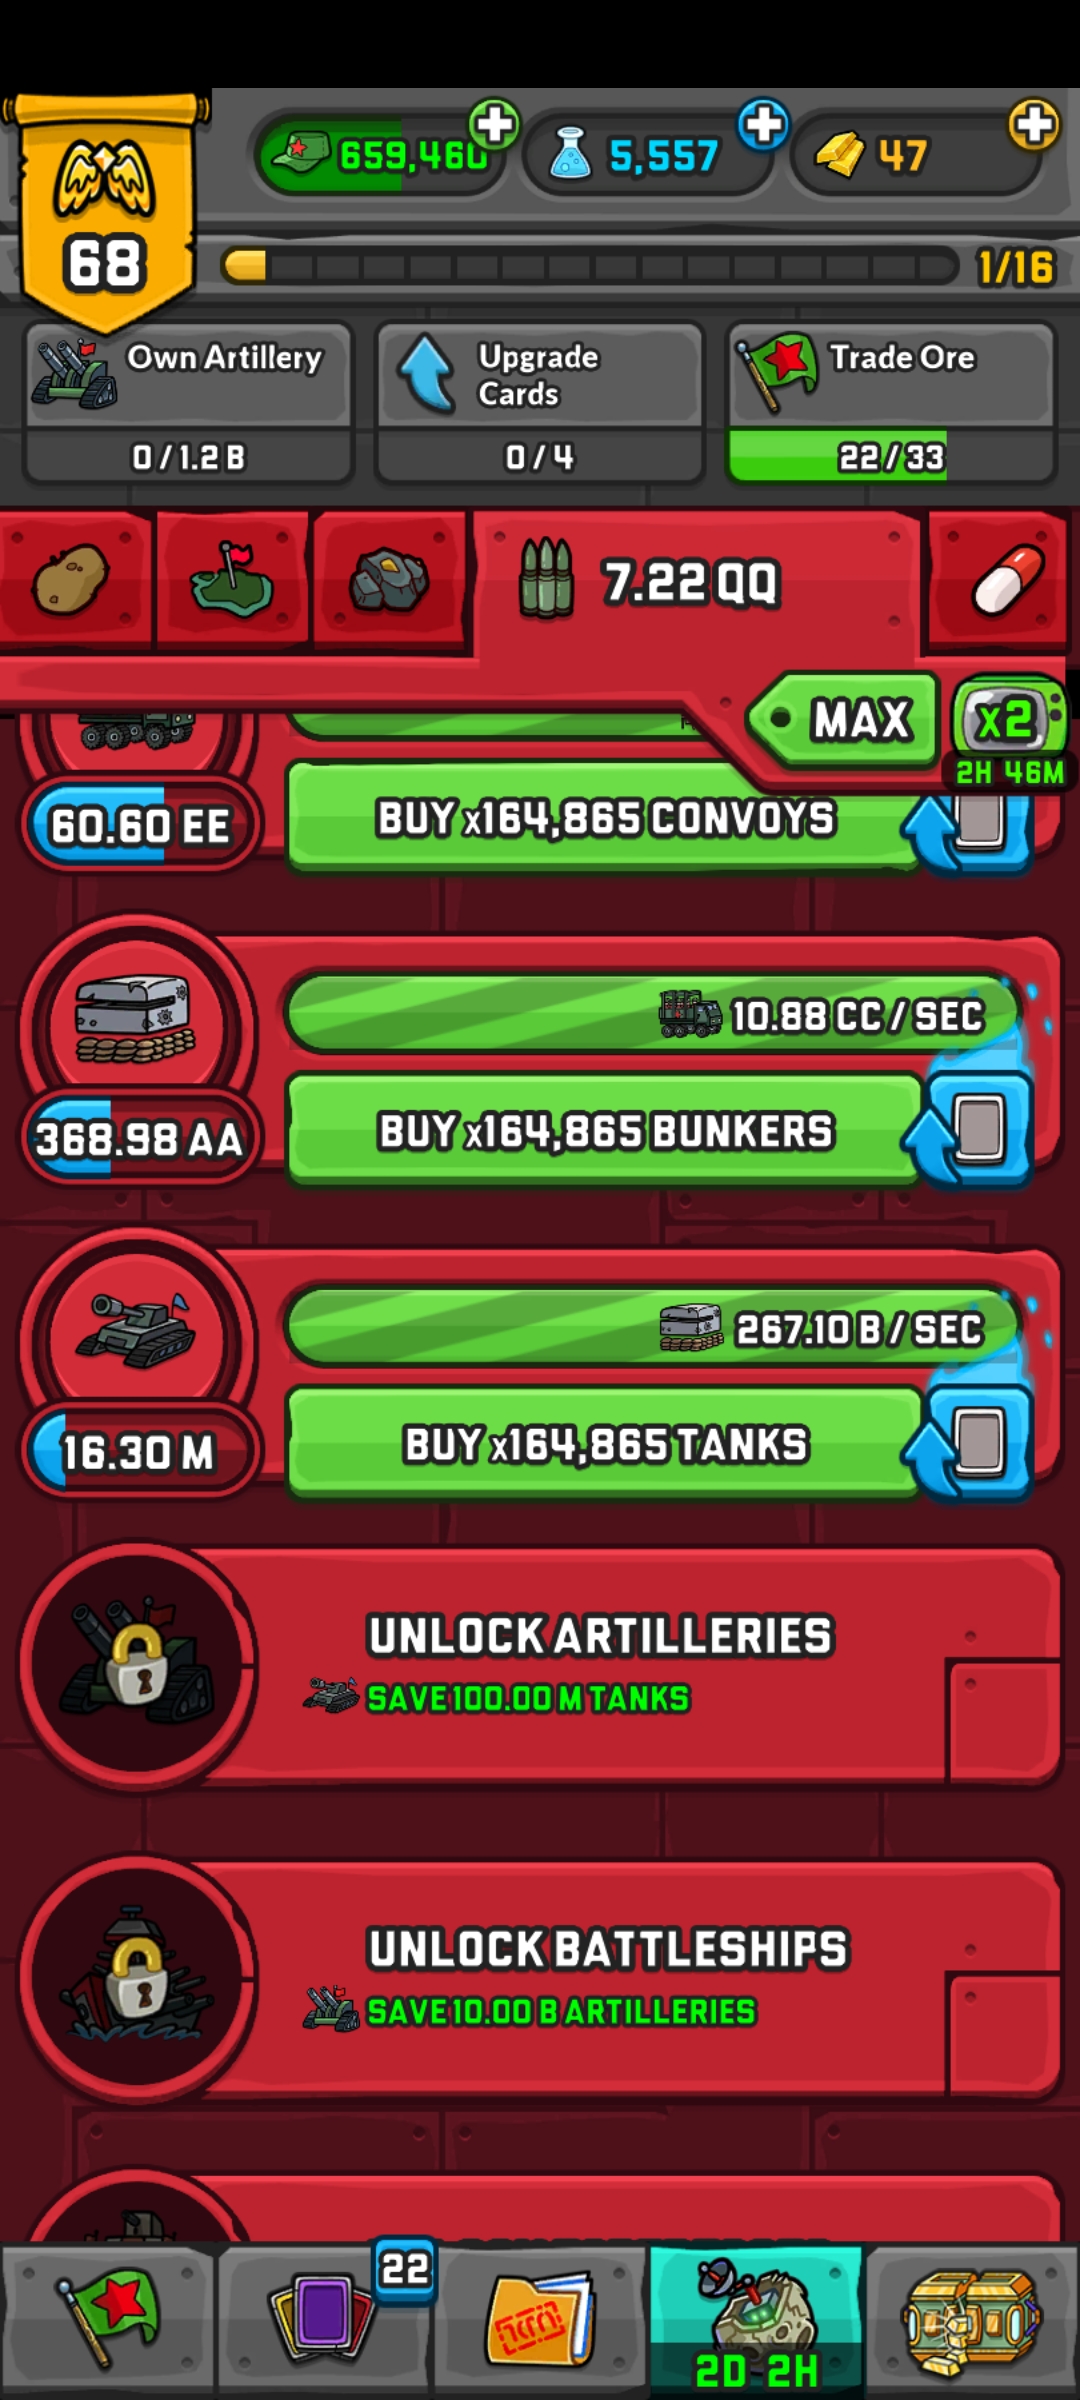 659,460
5,557
47
68
1/16
Own Artillery
0 / 1.2 B
Upgrade
Cards
0 / 4
Trade Ore
22 / 33
7.22 QQ
MAX
x2
2H 46M
60.60 EE
BUY x164,865 CONVOYS
10.88 CC / SEC
368.98 AA
BUY x164,865 BUNKERS
267.10 B / SEC
16.30 M
BUY x164,865 TANKS
UNLOCK ARTILLERIES
SAVE 100.00 M TANKS
UNLOCK BATTLESHIPS
SAVE 10.00 B ARTILLERIES
22
2D 2H